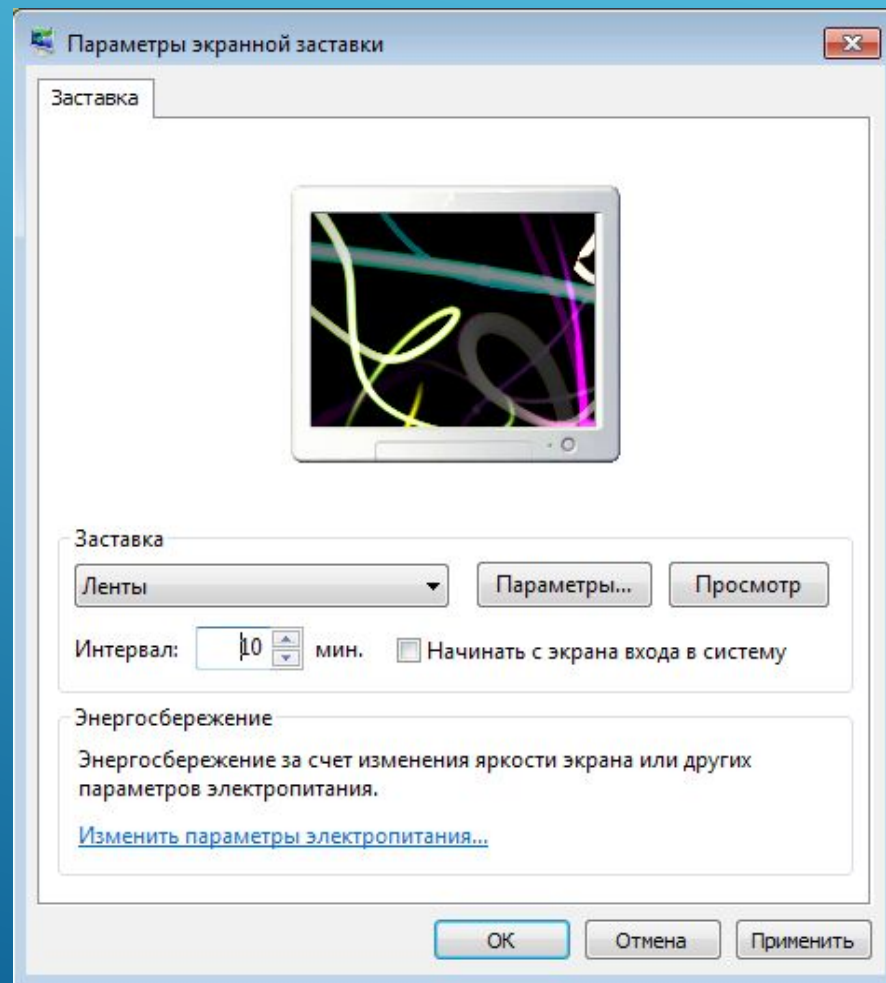 Параметры экранной заставки
Заставка
Заставка
Ленты
Параметры...
Просмотр
Интервал: 10 мин. Начинать с экрана входа в систему
Энергосбережение
Энергосбережение за счет изменения яркости экрана или других
параметров электропитания.
Изменить параметры электропитания...
ОК
Отмена
Применить